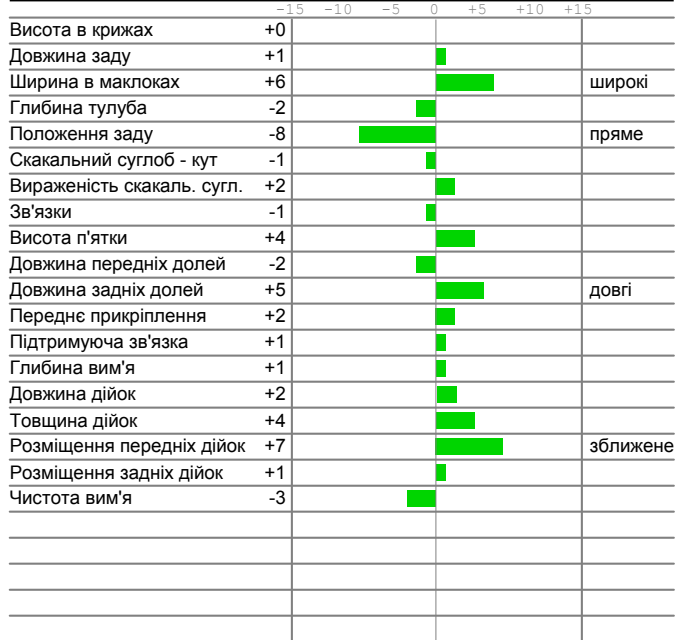 -15 -10 -5 0 +5 +10 +15
Висота в крижах +0
Довжина заду +1
Ширина в маклоках +6 широкі
Глибина тулуба -2
Положення заду -8 пряме
Скакальний суглоб - кут -1
Вираженість скакаль. сугл. +2
Зв'язки -1
Висота п'ятки +4
Довжина передніх долей -2
Довжина задніх долей +5 довгі
Переднє прикріплення +2
Підтримуюча зв'язка +1
Глибина вим'я +1
Довжина дійок +2
Товщина дійок +4
Розміщення передніх дійок +7 зближене
Розміщення задніх дійок +1
Чистота вим'я -3